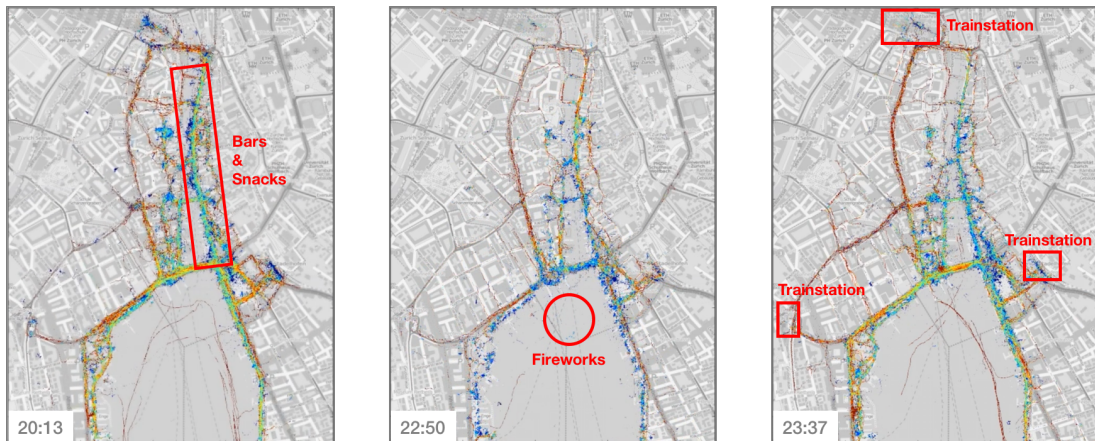 Bars
&
Snacks
20:13
Fireworks
22:50
Trainstation
Trainstation
Trainstation
23:37